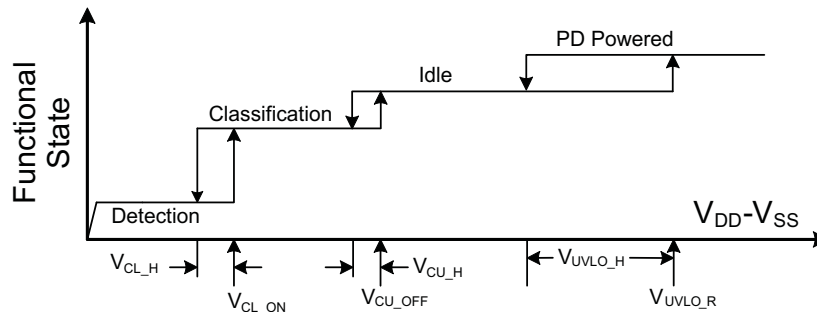 PD Powered
Idle
Classification
Functional
State
Detection
V_DD-V_SS
V_CL_H
V_CU_H
V_UVLO_H
V_CL_ON
V_CU_OFF
V_UVLO_R